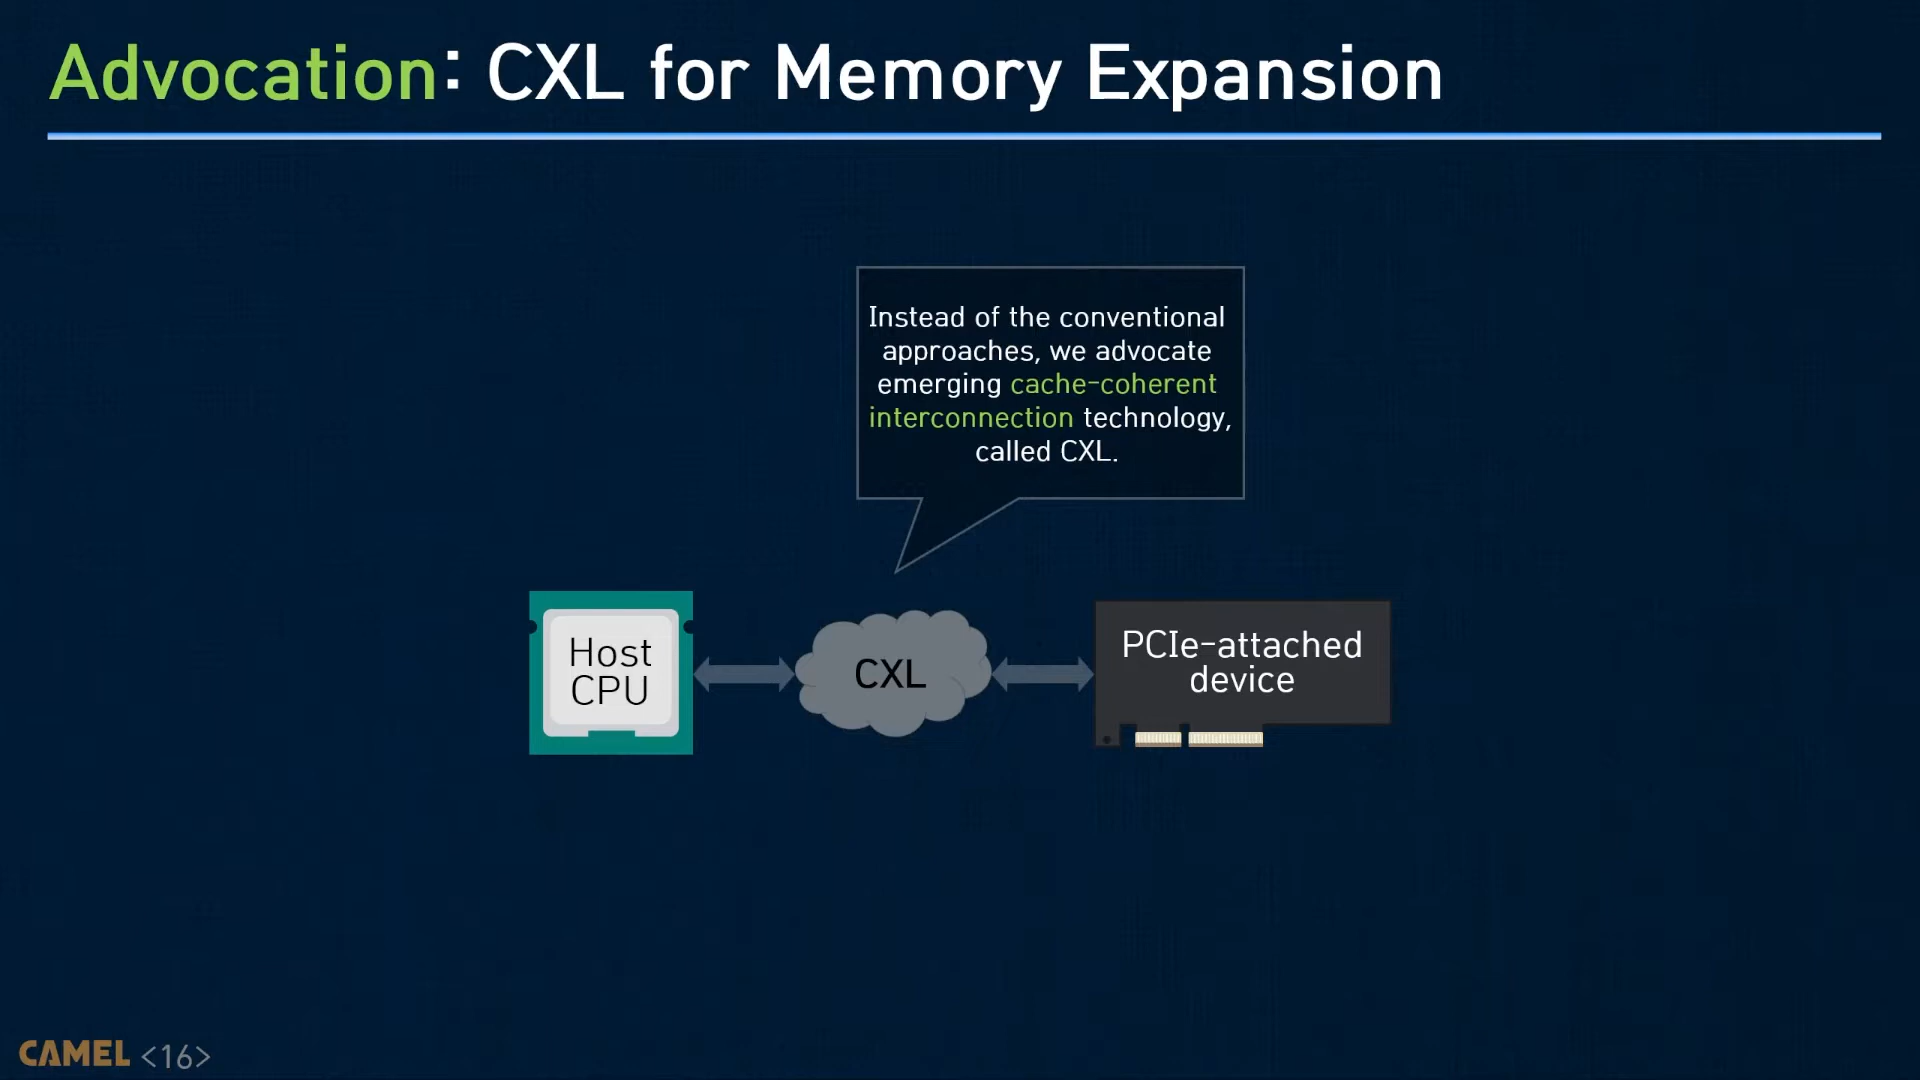 Advocation: CXL for Memory Expansion
Instead of the conventional
approaches, we advocate
emerging cache-coherent
interconnection technology,
called CXL.
Host
CPU
CXL
PCIe-attached
device
CAMEL <16>